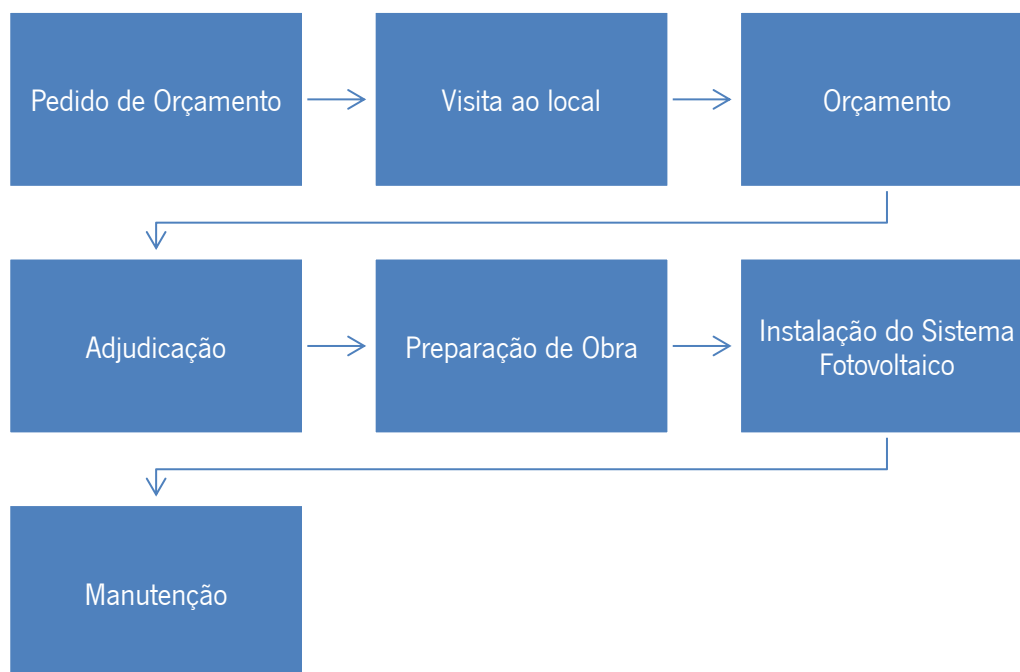 Pedido de Orçamento
Visita ao local
Orçamento
Adjudicação
Preparação de Obra
Instalação do Sistema
Fotovoltaico
Manutenção